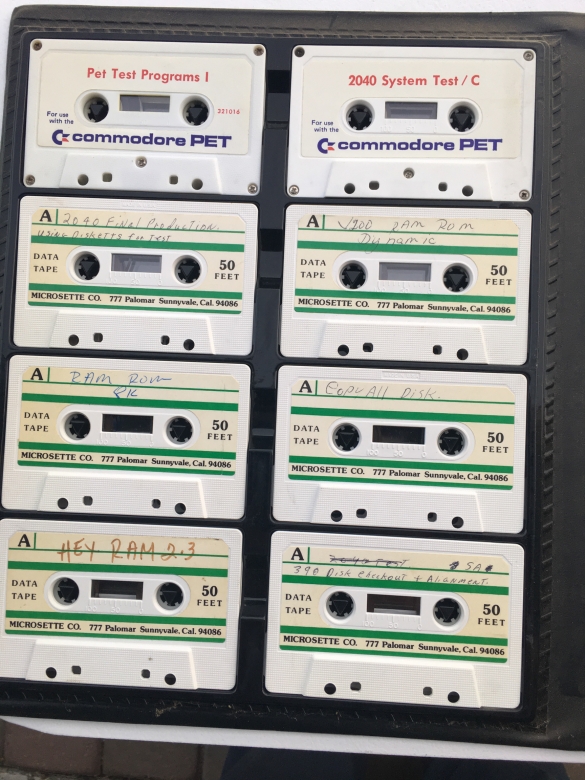 Pet Test Programs I
321016
For use
with the
commodore PET
2040 System Test/C
For use
with the
commodore PET
A
2040 Final Production.
Using Disketts for Test
DATA
TAPE
50
FEET
MICROSETTE CO. 777 Palomar Sunnyvale, Cal. 94086
A
RAM ROM
Dynamic
DATA
TAPE
50
FEET
MICROSETTE CO. 777 Palomar Sunnyvale, Cal. 94086
A
RAM ROM
8K
DATA
TAPE
50
FEET
MICROSETTE CO. 777 Palomar Sunnyvale, Cal. 94086
A
Copy All Disk.
DATA
TAPE
50
FEET
MICROSETTE CO. 777 Palomar Sunnyvale, Cal. 94086
A
HEY RAM 2.3
DATA
TAPE
50
FEET
MICROSETTE CO. 777 Palomar Sunnyvale, Cal. 94086
A
390 Disk Checkout + Alignment.
DATA
TAPE
50
FEET
MICROSETTE CO. 777 Palomar Sunnyvale, Cal. 94086